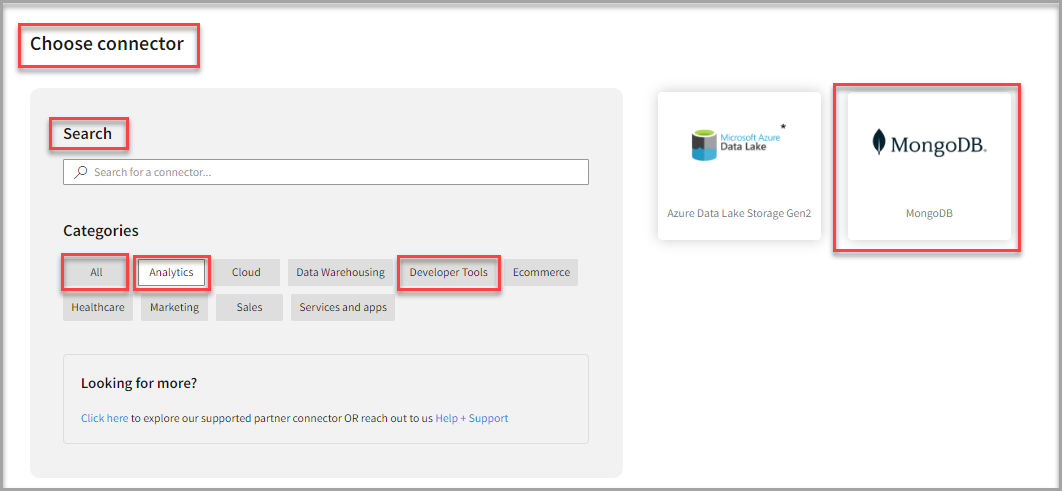 Choose connector
Search
Search for a connector...
Categories
All
Analytics
Cloud
Data Warehousing
Developer Tools
Ecommerce
Healthcare
Marketing
Sales
Services and apps
Looking for more?
Click here to explore our supported partner connector OR reach out to us Help + Support
Microsoft Azure *
Data Lake
Azure Data Lake Storage Gen2
MongoDB.
MongoDB